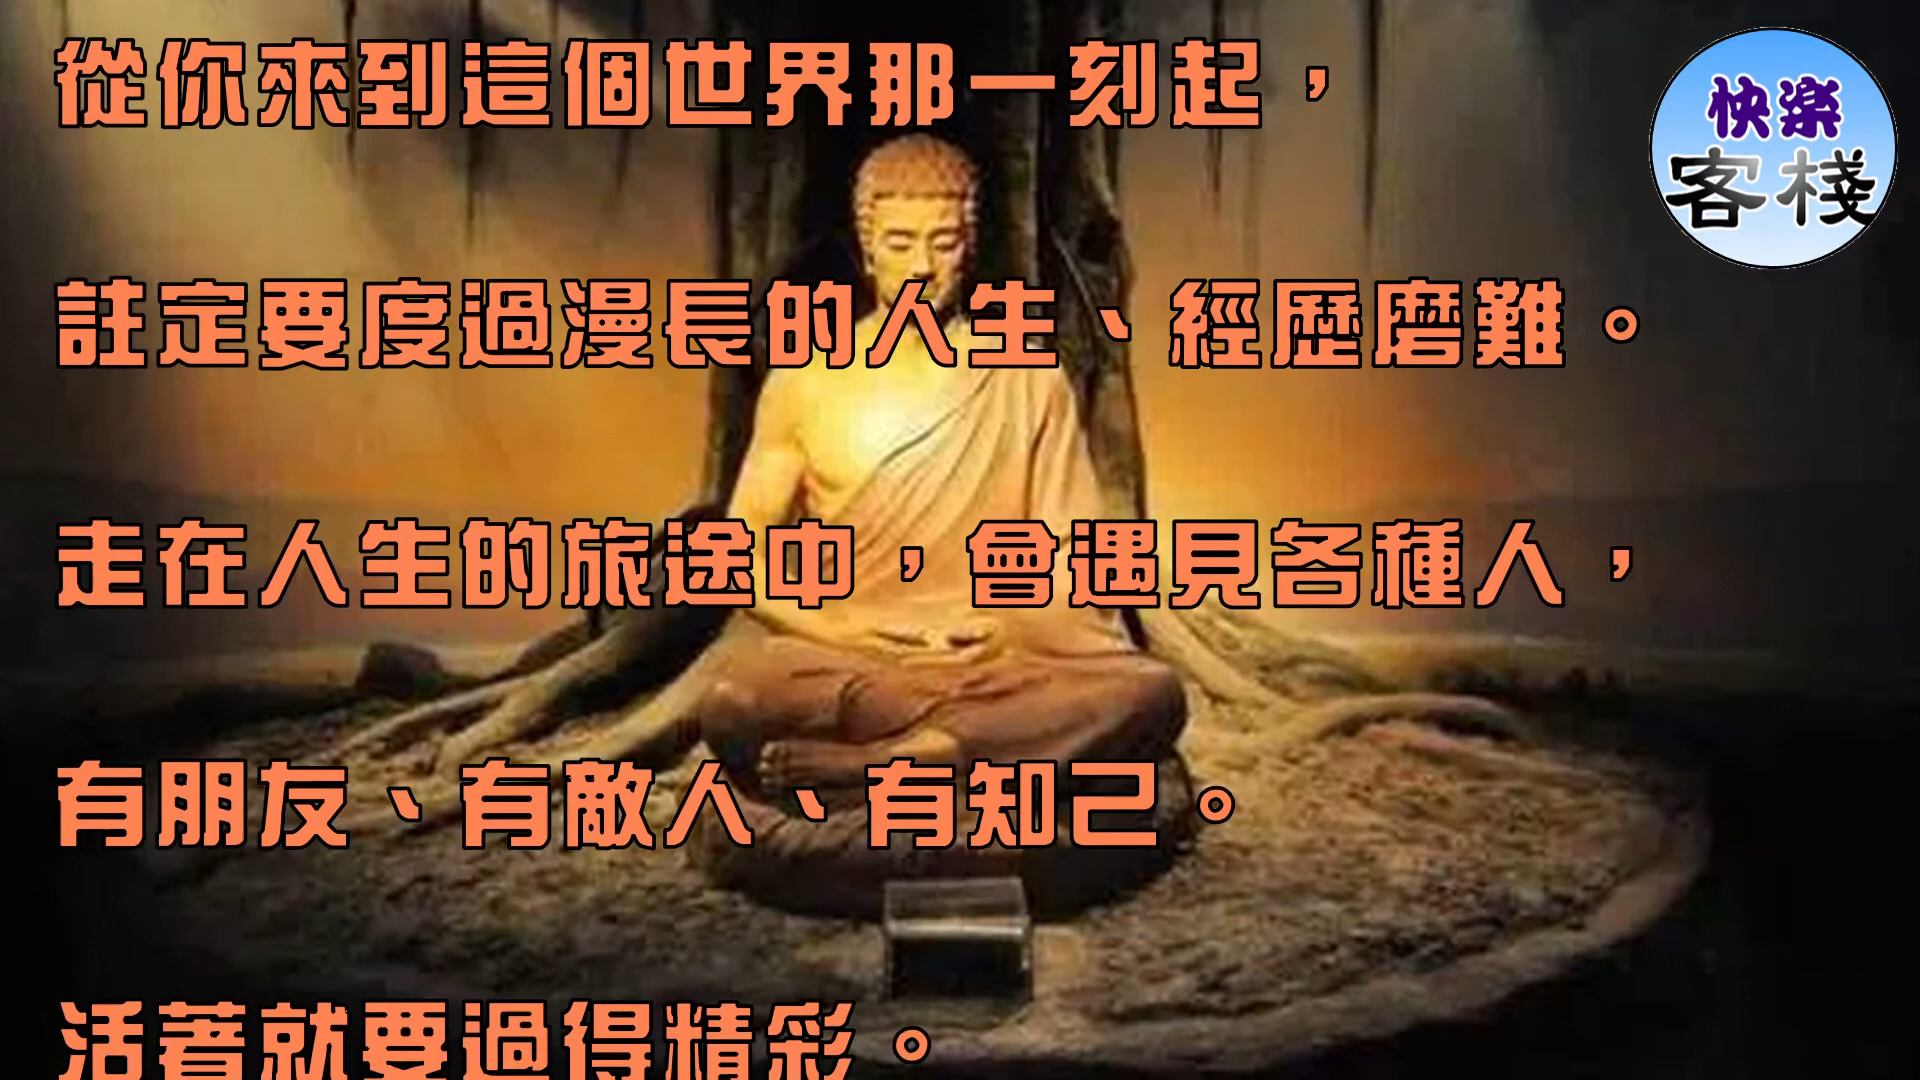 從你來到這個世界那一刻起，
快樂
客棧
註定要度過漫長的人生、經歷磨難。
走在人生的旅途中，會遇見各種人，
有朋友、有敵人、有知己。
活著就要過得精彩。